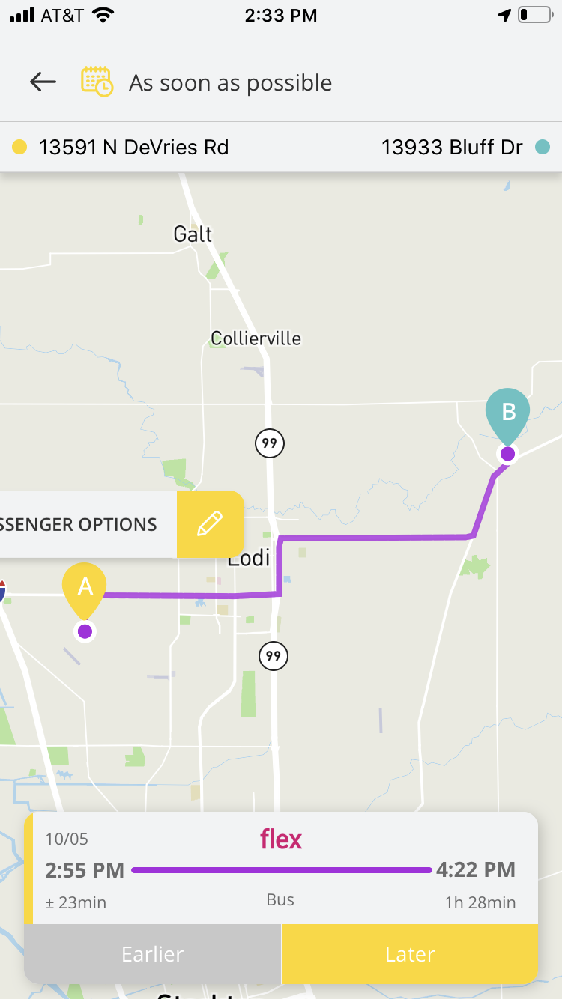 AT&T 2:33 PM
As soon as possible
13591 N DeVries Rd 13933 Bluff Dr
Galt
Collierville
B
99
SSENGER OPTIONS
Lodi
A
99
10/05 flex
2:55 PM 4:22 PM
± 23min Bus 1h 28min
Earlier Later